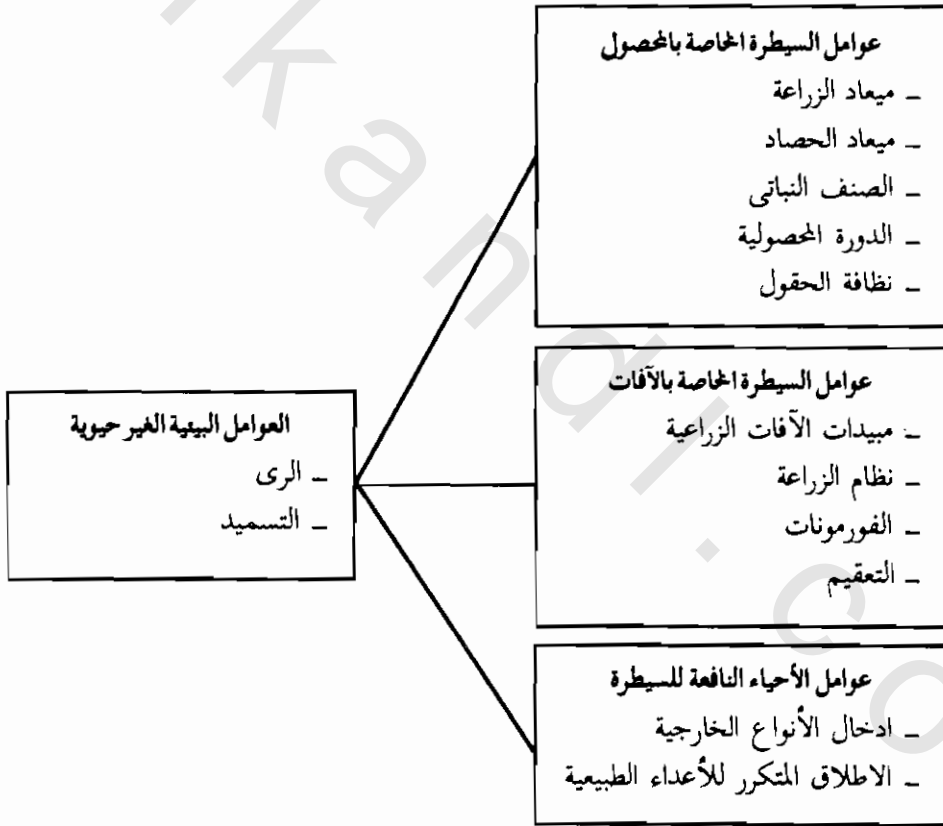 عوامل السيطرة الخاصة بالمحصول
ـ ميعاد الزراعة
ـ ميعاد الحصاد
ـ الصنف النباتى
ـ الدورة المحصولية
ـ نظافة الحقول
عوامل السيطرة الخاصة بالآفات
ـ مبيدات الآفات الزراعية
ـ نظام الزراعة
ـ الفورمونات
ـ التعقيم
العوامل البيئية الغير حيوية
ـ الرى
ـ التسميد
عوامل الأحياء النافعة للسيطرة
ـ ادخال الأنواع الخارجية
ـ الاطلاق المتكرر للأعداء الطبيعية
kandl.co